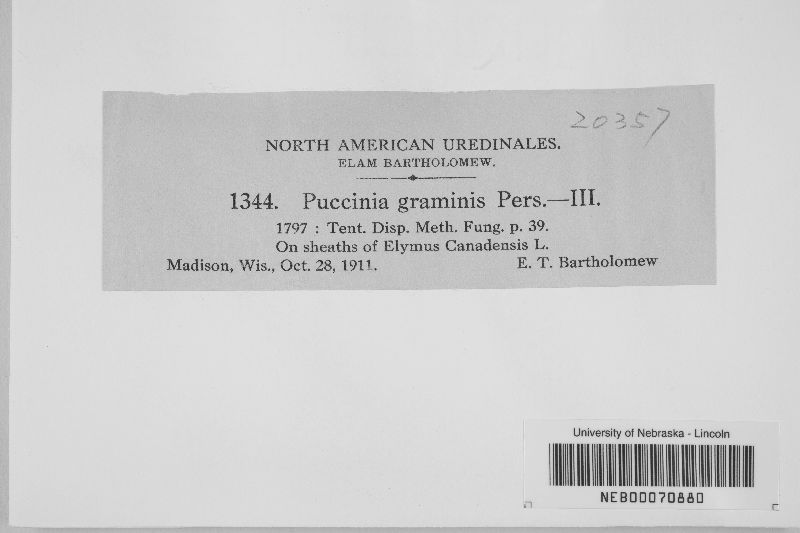 20357
NORTH AMERICAN UREDINALES.
ELAM BARTHOLOMEW.
1344. Puccinia graminis Pers.—III.
1797 : Tent. Disp. Meth. Fung. p. 39.
On sheaths of Elymus Canadensis L.
Madison, Wis., Oct. 28, 1911. E. T. Bartholomew
University of Nebraska - Lincoln
NEB00070880